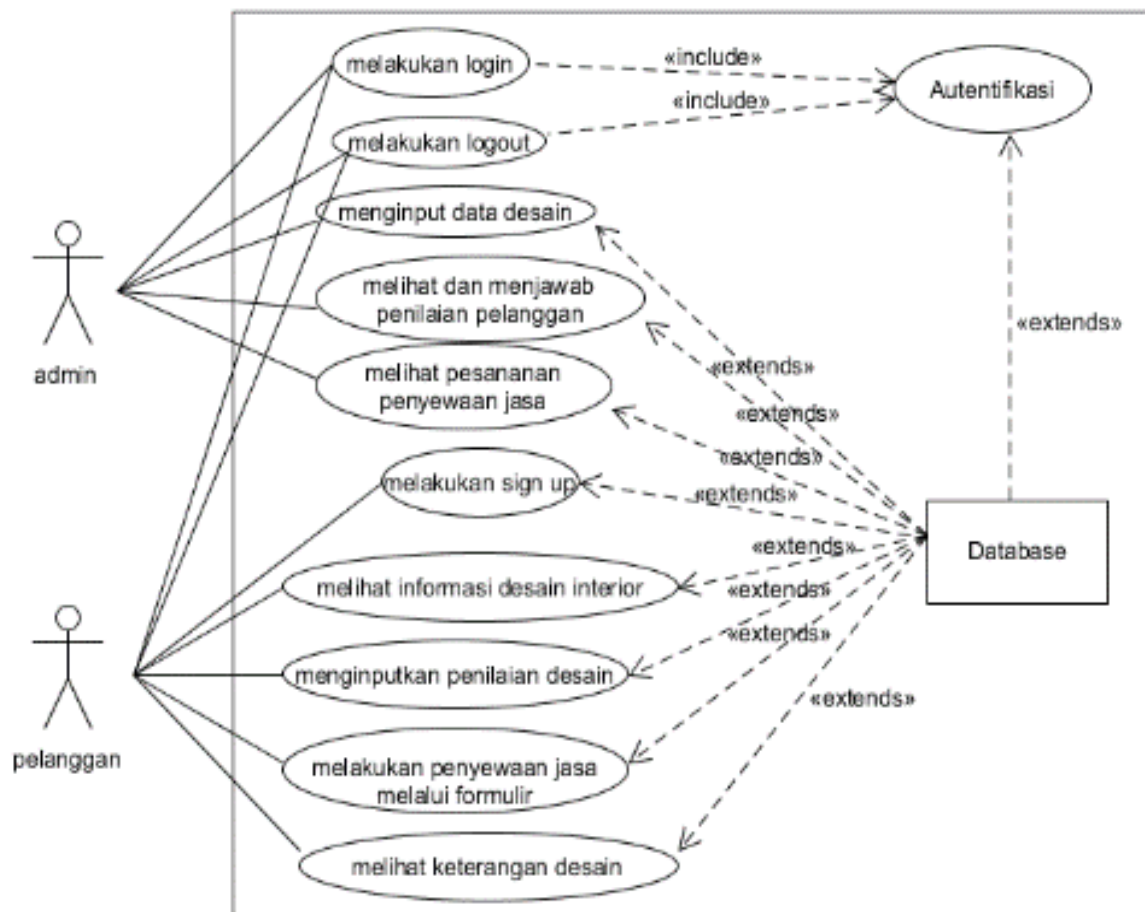 melakukan login
«include»
Autentifikasi
«include»
melakukan logout
menginput data desain
melihat dan menjawab
penilaian pelanggan
«extends»
admin
melihat pesananan
penyewaan jasa
«extends»
«extends»
«extends»
melakukan sign up
«extends»
Database
«extends»
melihat informasi desain interior
«extends»
«extends»
menginputkan penilaian desain
«extends»
pelanggan
melakukan penyewaan jasa
melalui formulir
melihat keterangan desain